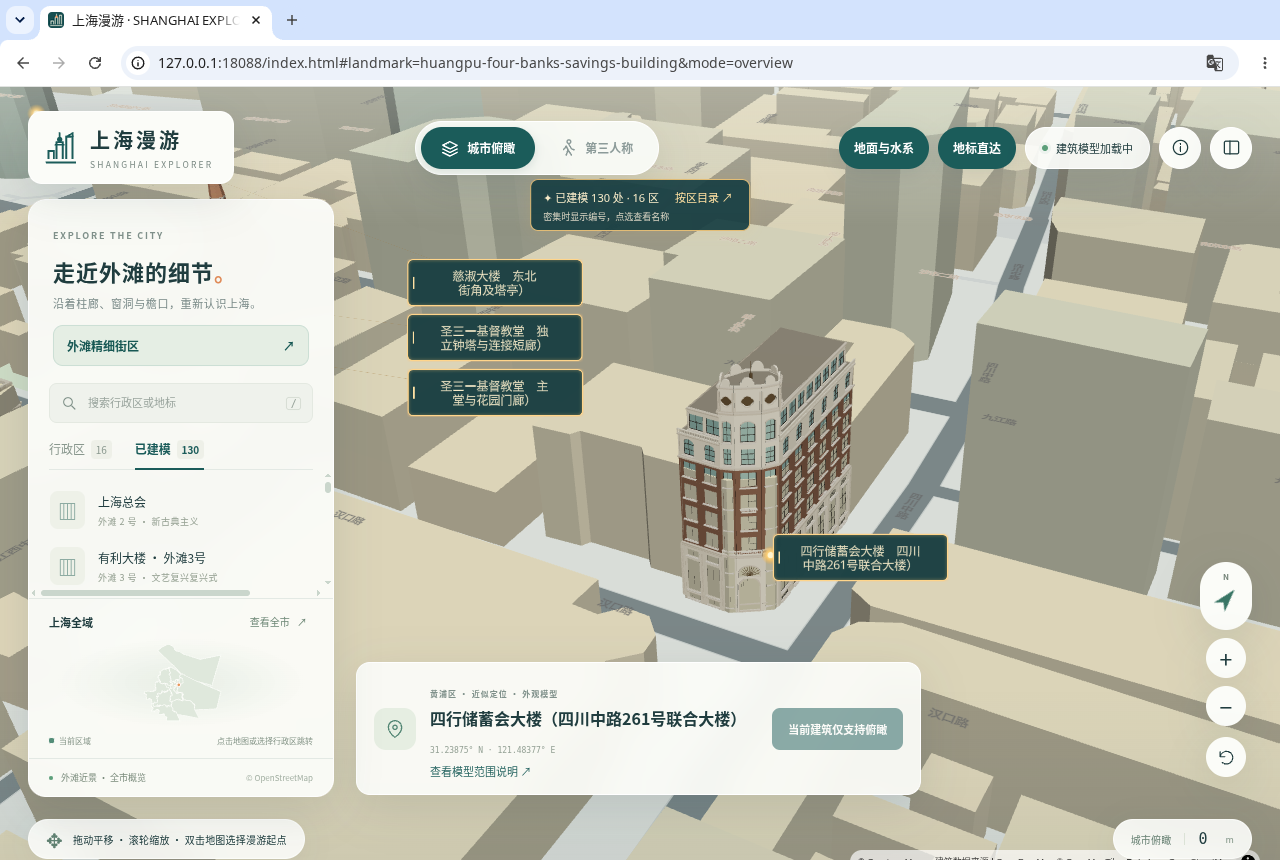 上海漫游 · SHANGHAI EXPLO
127.0.0.1:18088/index.html#landmark=huangpu-four-banks-savings-building&mode=overview
上海漫游
SHANGHAI EXPLORER
城市俯瞰
第三人称
地面与水系
地标直达
建筑模型加载中
✦ 已建模 130 处 · 16 区 按区目录 ↗
密集时显示编号，点选查看名称
EXPLORE THE CITY
走近外滩的细节。
沿着柱廊、窗洞与檐口，重新认识上海。
外滩精细街区 ↗
搜索行政区或地标 /
行政区 16 已建模 130
上海总会
外滩 2 号 · 新古典主义
有利大楼 · 外滩3号
外滩 3 号 · 文艺复兴复兴式
上海全域 查看全市 ↗
当前区域 点击地图或选择行政区跳转
外滩近景 · 全市概览 © OpenStreetMap
拖动平移 · 滚轮缩放 · 双击地图选择漫游起点
慈淑大楼 东北
街角及塔亭）
圣三一基督教堂 独
立钟塔与连接短廊）
圣三一基督教堂 主
堂与花园门廊）
四行储蓄会大楼 四川
中路261号联合大楼）
九江路
汉口路
汉口路
黄浦区 · 近似定位 · 外观模型
四行储蓄会大楼（四川中路261号联合大楼）
31.23875° N · 121.48377° E
查看模型范围说明 ↗
当前建筑仅支持俯瞰
N
+
−
城市俯瞰 0 m